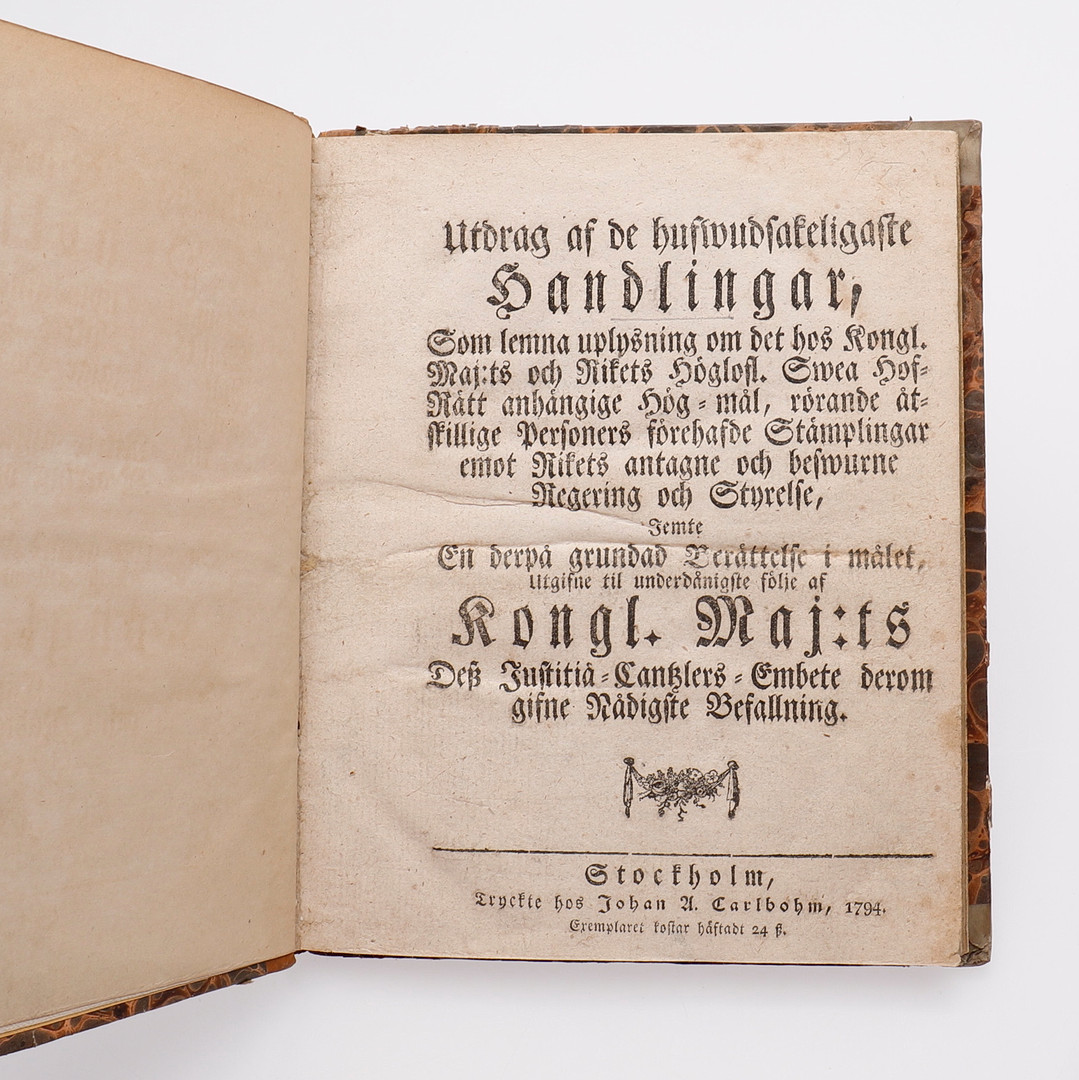 Utdrag af de hufwudsakeligaste
Handlingar,
Som lemna uplysning om det hos Kongl.
Maj:ts och Rikets Höglofl. Swea Hof-
Rätt anhängige Hög-mål, rörande åt-
skillige Personers förehafde Stämplingar
emot Rikets antagne och beswurne
Regering och Styrelse,
Jemte
En derpå grundad Berättelse i målet,
Utgifne til underdånigste följe af
Kongl. Maj:ts
Deß Justitiä-Cantzlers-Embete derom
gifne Nådigste Befallning.
Stockholm,
Tryckte hos Johan A. Carlbohm, 1794.
Exemplaret kostar häftadt 24 ß.